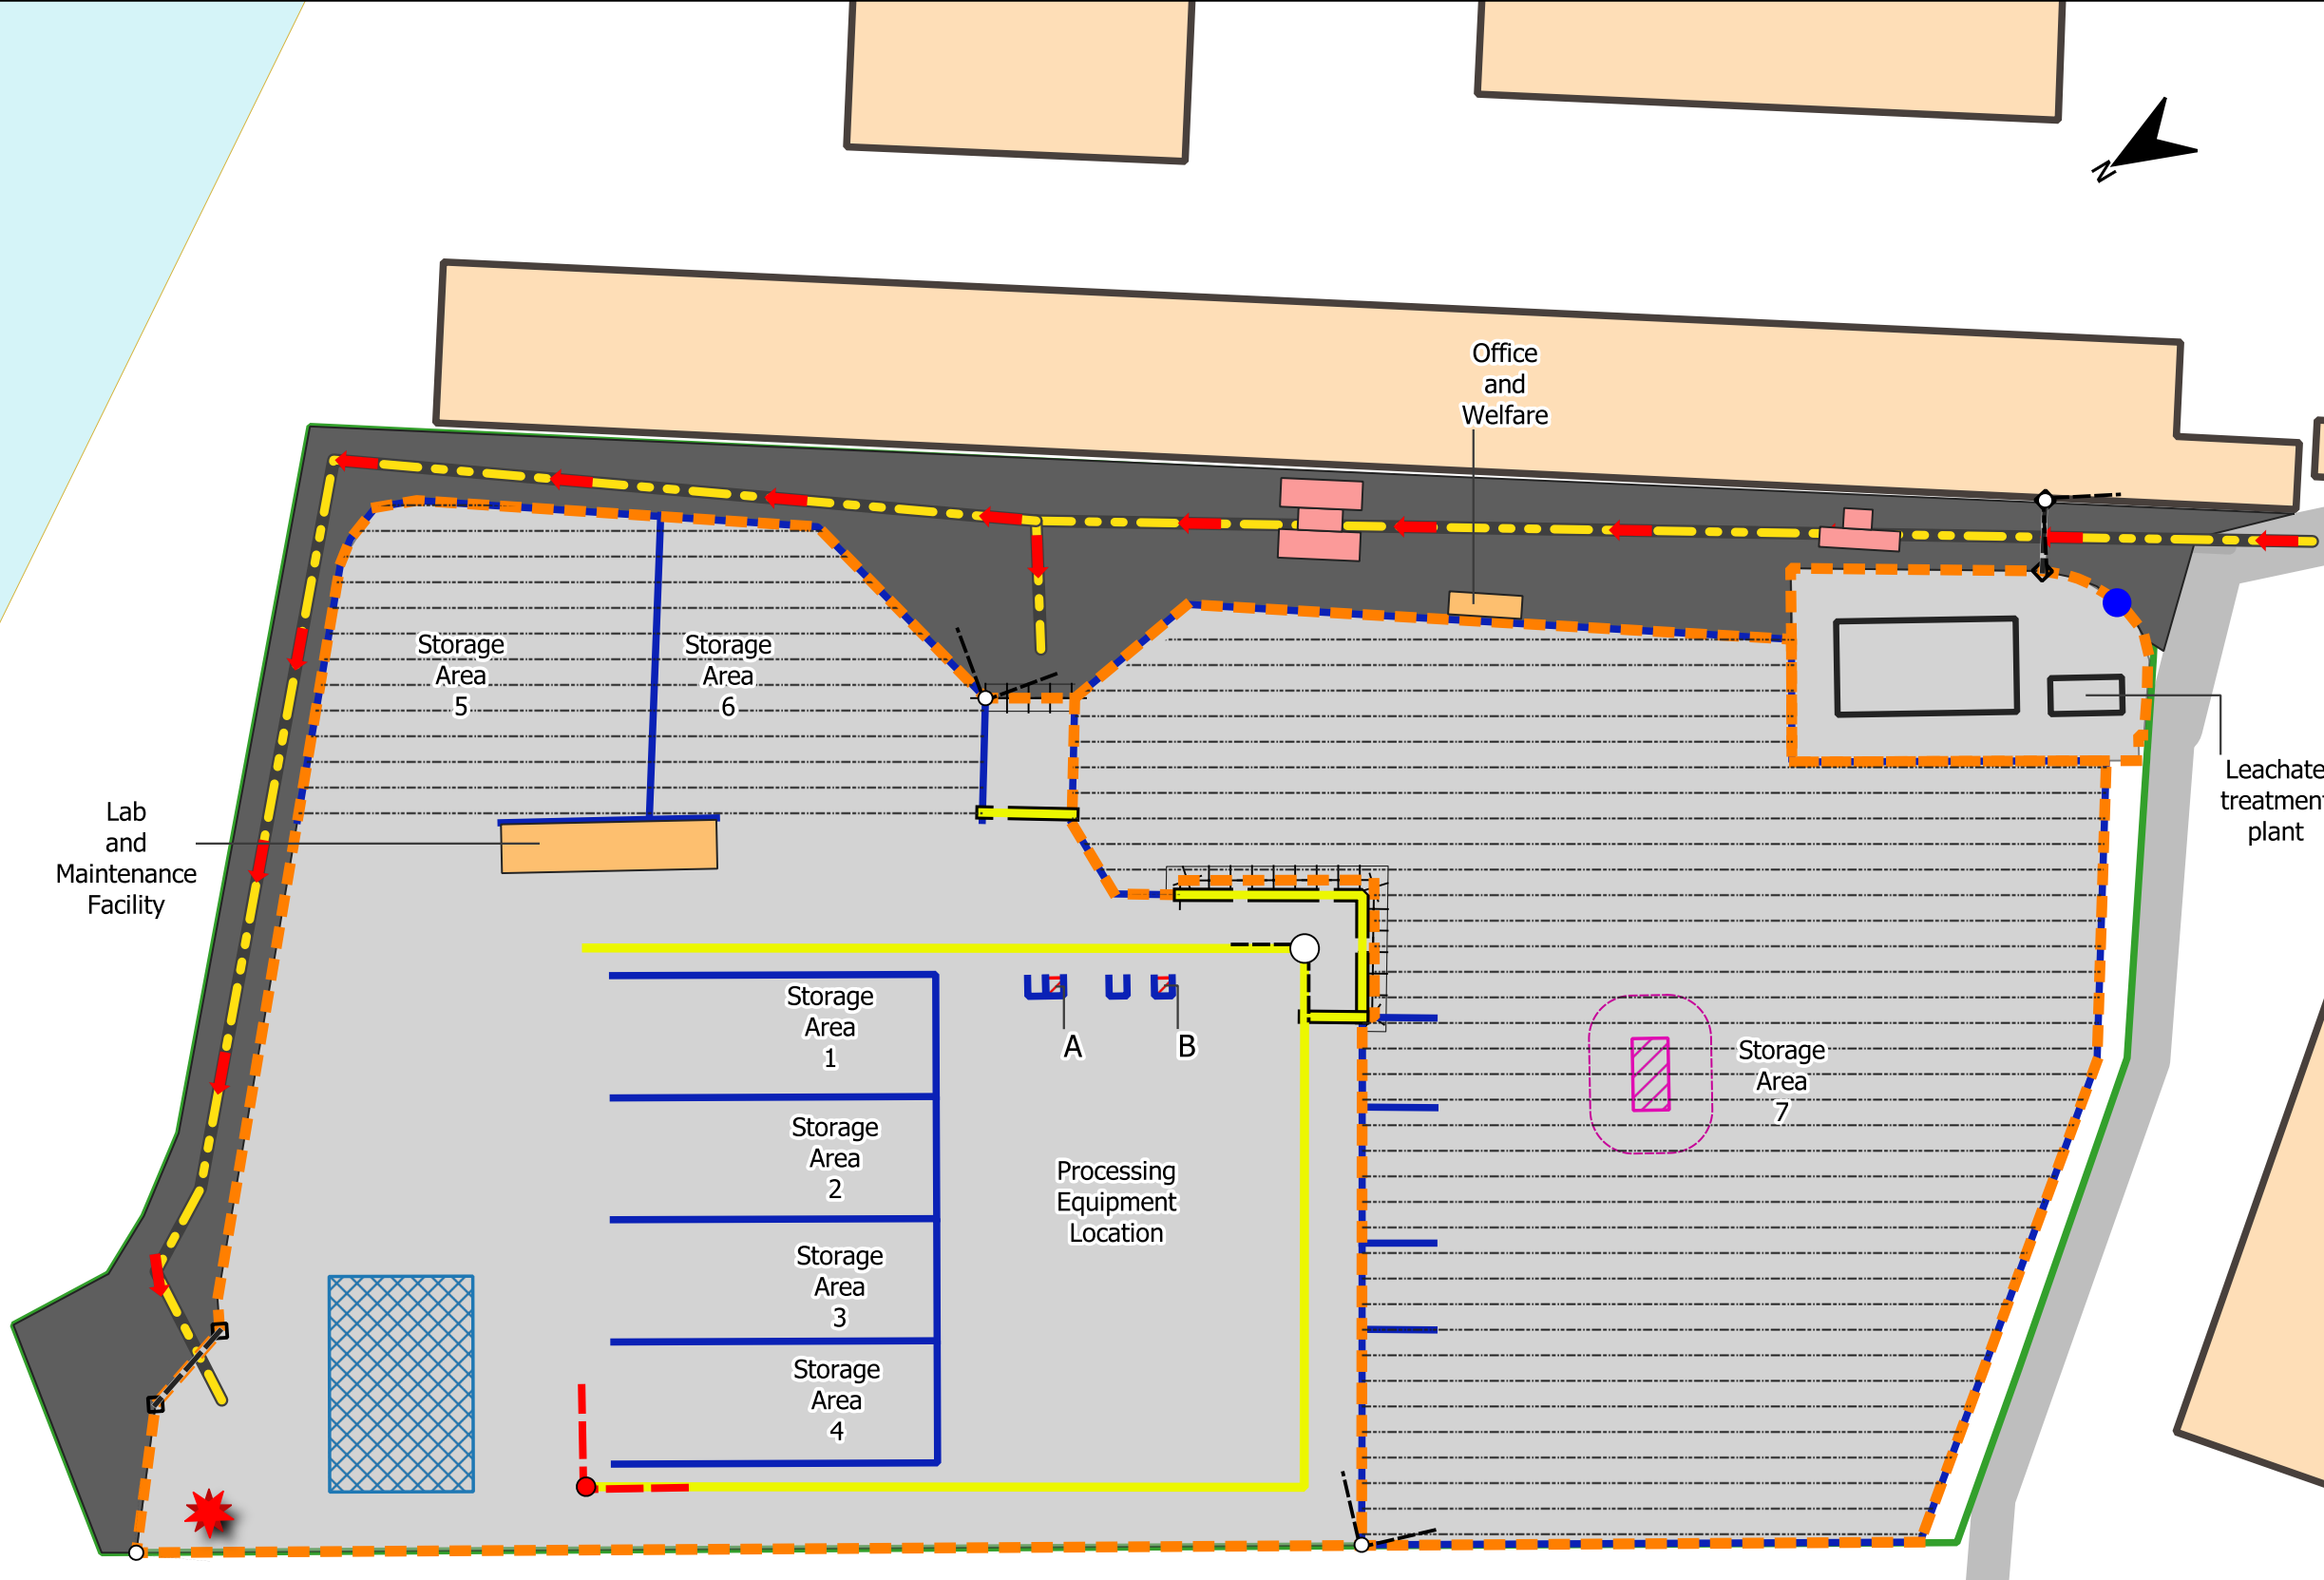 N
Office
and
Welfare
Storage
Area
5
Storage
Area
6
Leachate
treatment
plant
Lab
and
Maintenance
Facility
Storage
Area
1
A
B
Storage
Area
7
Storage
Area
2
Processing
Equipment
Location
Storage
Area
3
Storage
Area
4